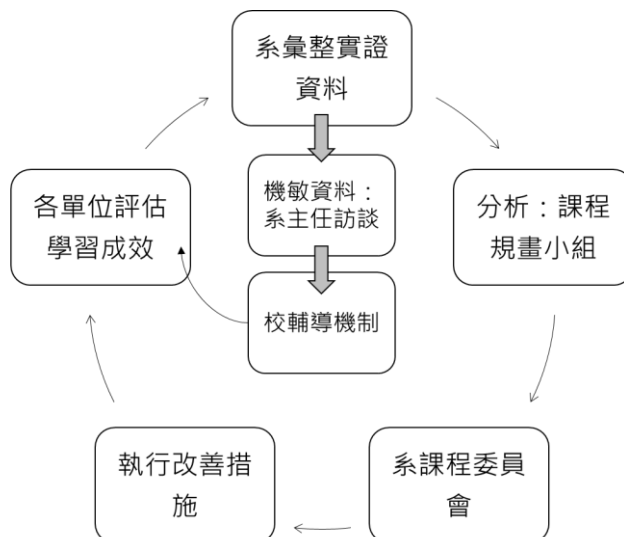 系彙整實證
資料
機敏資料：
系主任訪談
校輔導機制
各單位評估
學習成效
分析：課程
規畫小組
執行改善措
施
系課程委員
會